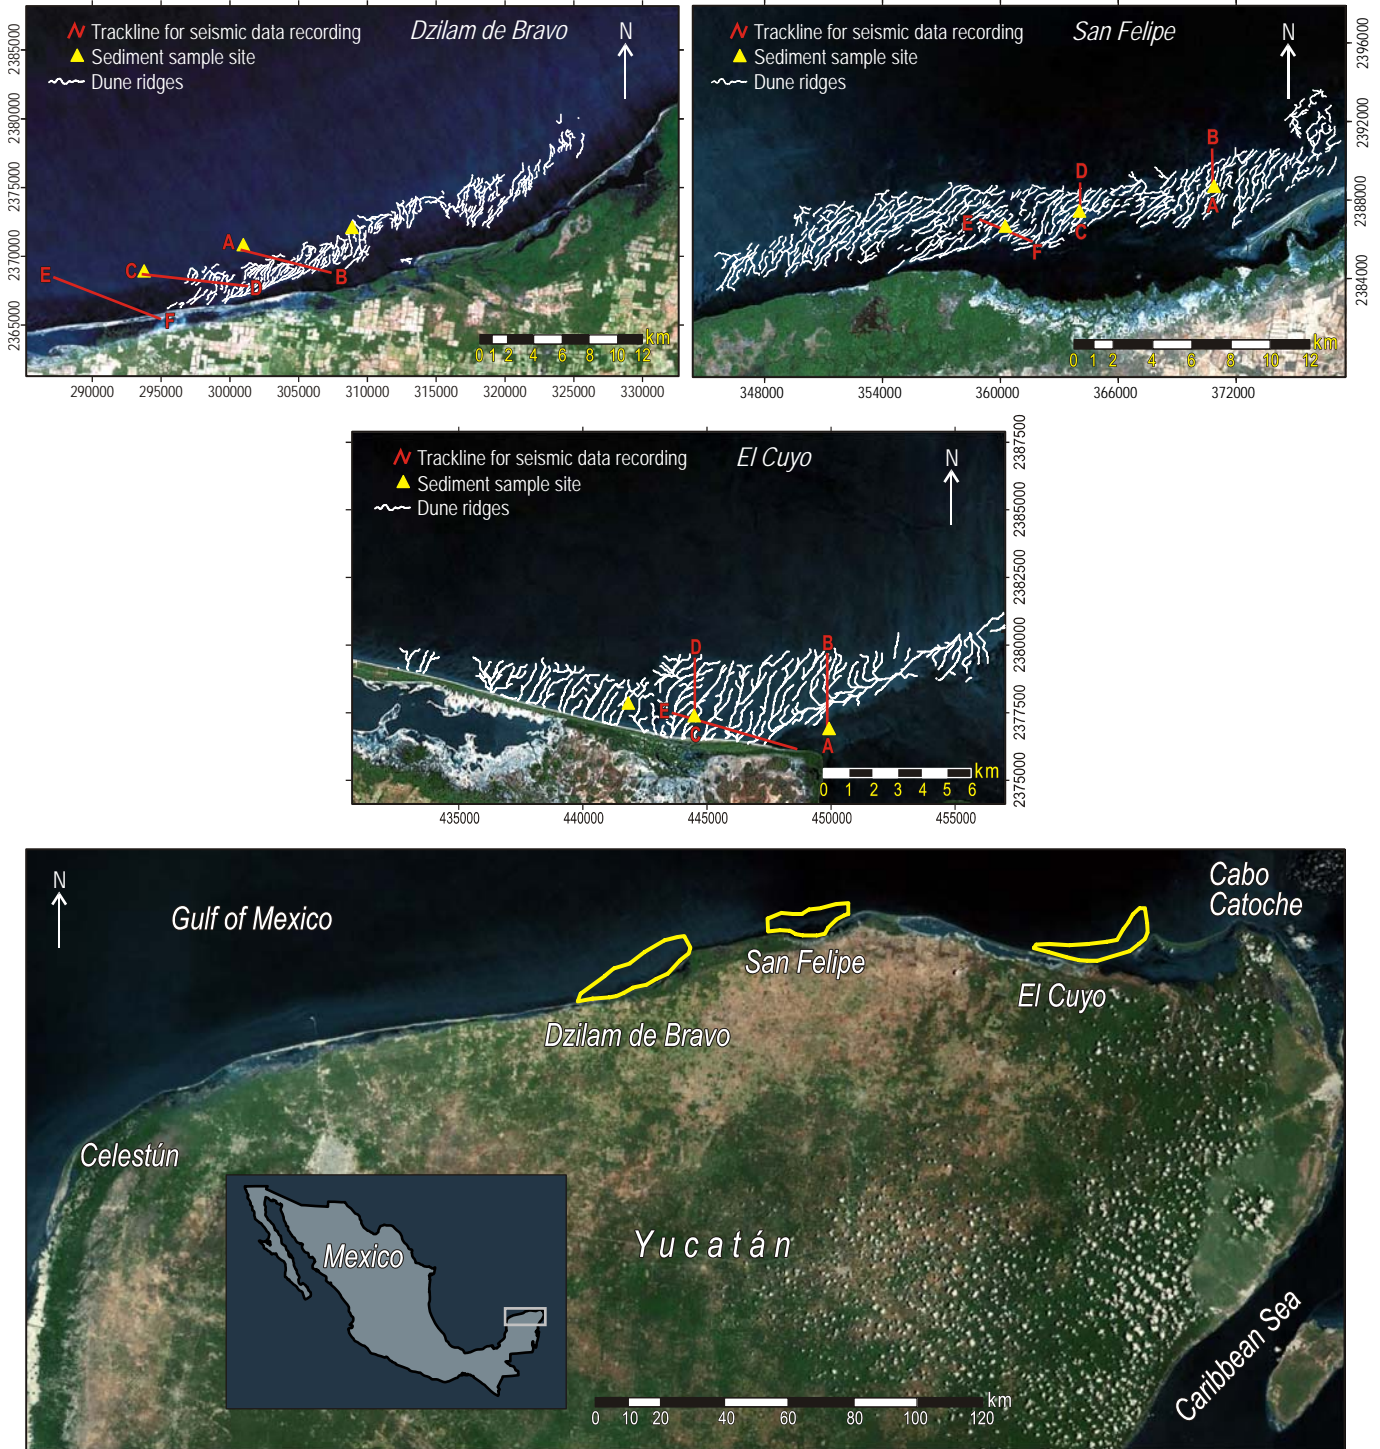 Dzilam de Bravo
N
Trackline for seismic data recording
Sediment sample site
Dune ridges
2385000
2380000
2375000
2370000
2365000
A
B
C
D
E
F
km
0 1 2 4 6 8 10 12
290000 295000 300000 305000 310000 315000 320000 325000 330000
San Felipe
N
Trackline for seismic data recording
Sediment sample site
Dune ridges
2396000
2392000
2388000
2384000
B
A
D
C
E
F
km
0 1 2 4 6 8 10 12
348000 354000 360000 366000 372000
El Cuyo
N
Trackline for seismic data recording
Sediment sample site
Dune ridges
2387500
2385000
2382500
2380000
2377500
2375000
D
B
E
C
A
km
0 1 2 3 4 5 6
435000 440000 445000 450000 455000
N
Gulf of Mexico
Cabo
Catoche
San Felipe
El Cuyo
Dzilam de Bravo
Celestún
Mexico
Yucatán
Caribbean Sea
km
0 10 20 40 60 80 100 120